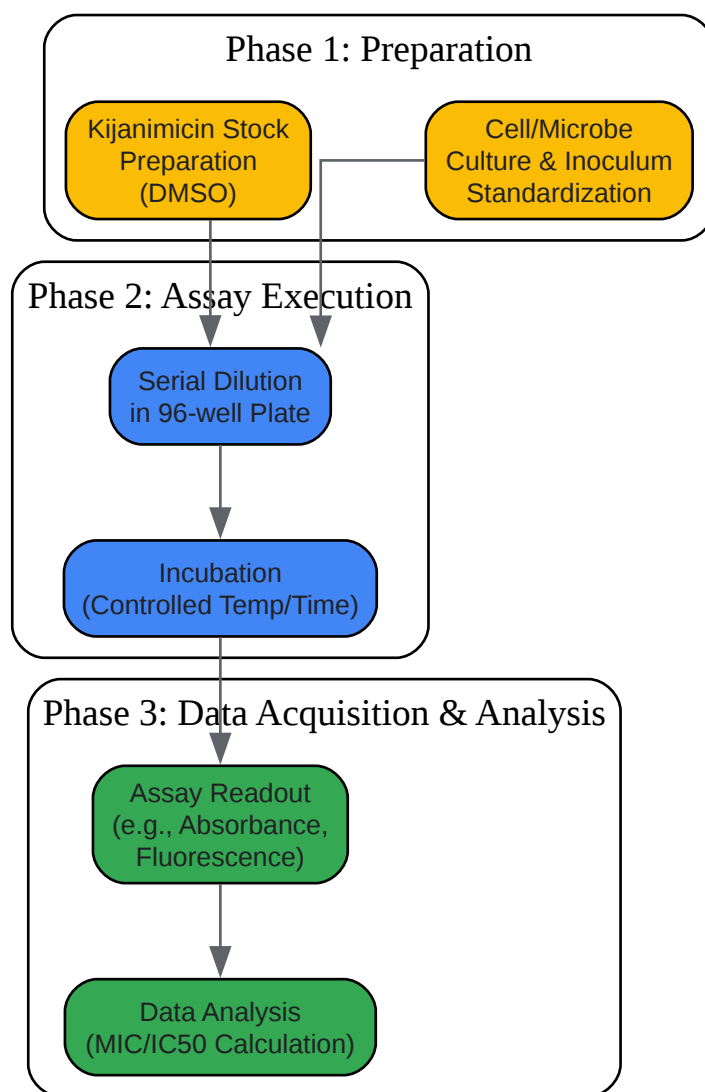 Phase 1: Preparation
Kijanimicin Stock
Preparation
(DMSO)
Cell/Microbe
Culture & Inoculum
Standardization
Phase 2: Assay Execution
Serial Dilution
in 96-well Plate
Incubation
(Controlled Temp/Time)
Phase 3: Data Acquisition & Analysis
Assay Readout
(e.g., Absorbance,
Fluorescence)
Data Analysis
(MIC/IC50 Calculation)